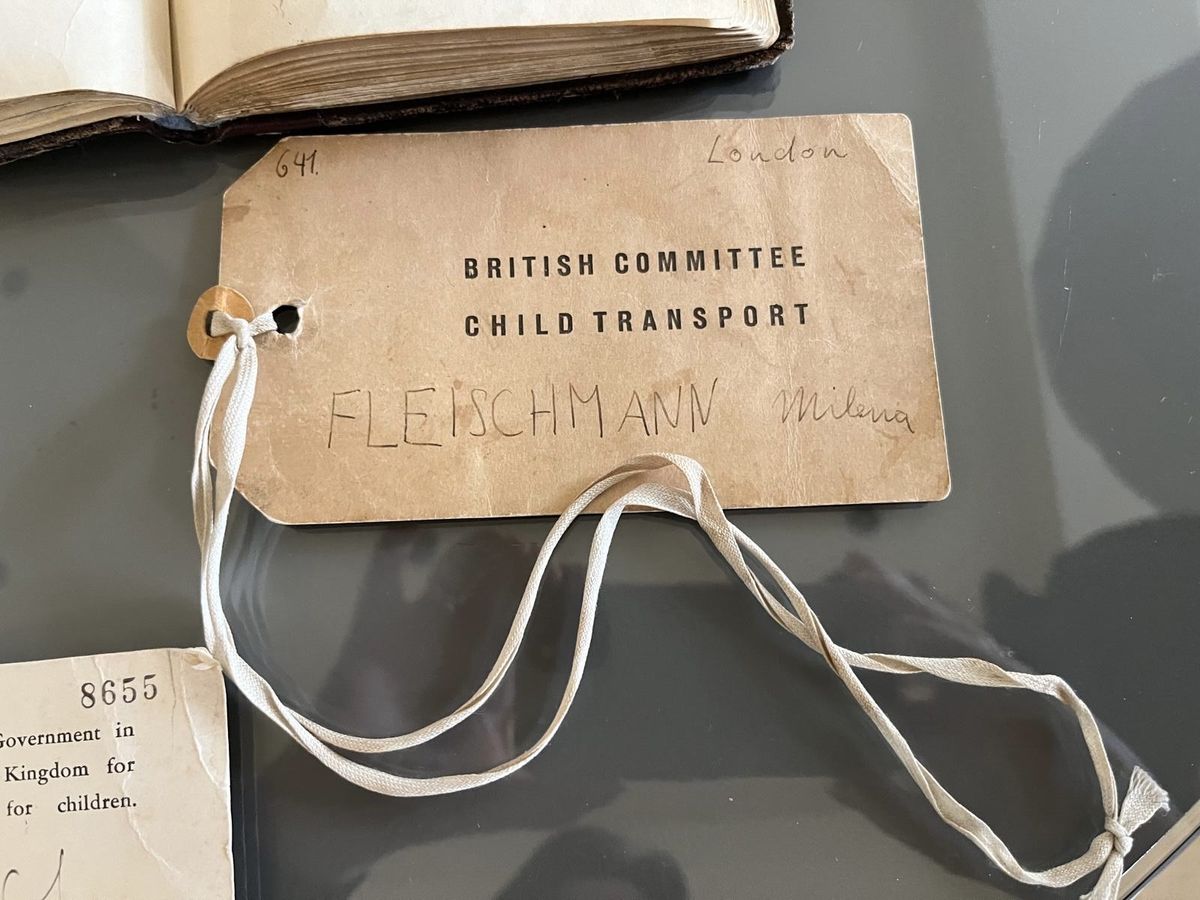 641. London
BRITISH COMMITTEE
CHILD TRANSPORT
FLEISCHMANN Milena
8655
Government in
Kingdom for
for children.